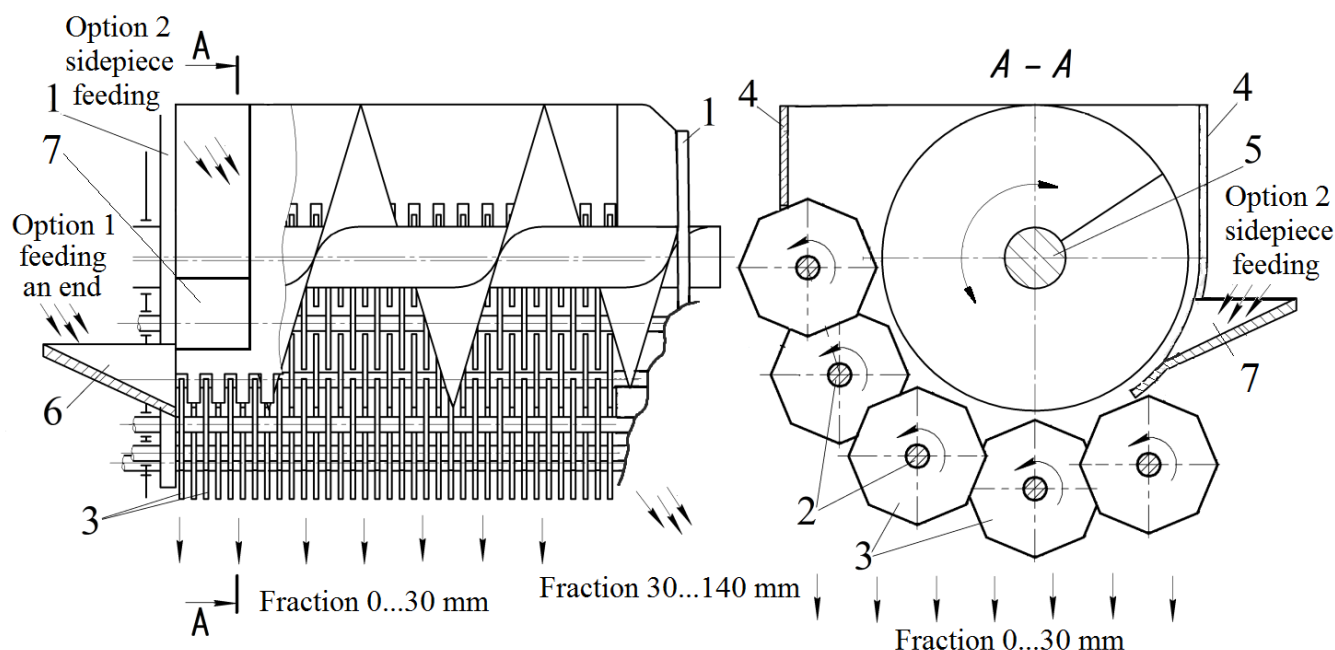 Option 2
sidepiece
feeding
A
1
7
Option 1
feeding
an end
6
3
A
Fraction 0...30 mm
Fraction 30...140 mm
1
A – A
4
4
5
Option 2
sidepiece
feeding
7
2
3
Fraction 0...30 mm